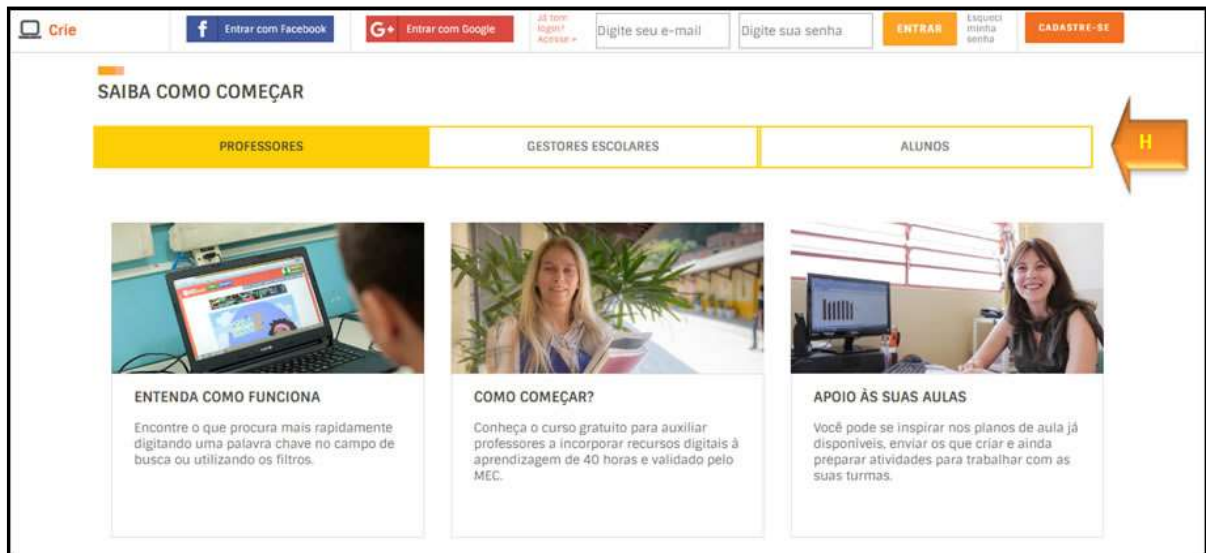 Crie
f Entrar com Facebook
G+ Entrar com Google
Já tem
login?
Acesse »
Digite seu e-mail
Digite sua senha
ENTRAR
Esqueci
minha
senha
CADASTRE-SE
SAIBA COMO COMEÇAR
PROFESSORES
GESTORES ESCOLARES
ALUNOS
H
ENTENDA COMO FUNCIONA
Encontre o que procura mais rapidamente
digitando uma palavra chave no campo de
busca ou utilizando os filtros.
COMO COMEÇAR?
Conheça o curso gratuito para auxiliar
professores a incorporar recursos digitais à
aprendizagem de 40 horas e validado pelo
MEC.
APOIO ÀS SUAS AULAS
Você pode se inspirar nos planos de aula já
disponíveis, enviar os que criar e ainda
preparar atividades para trabalhar com as
suas turmas.